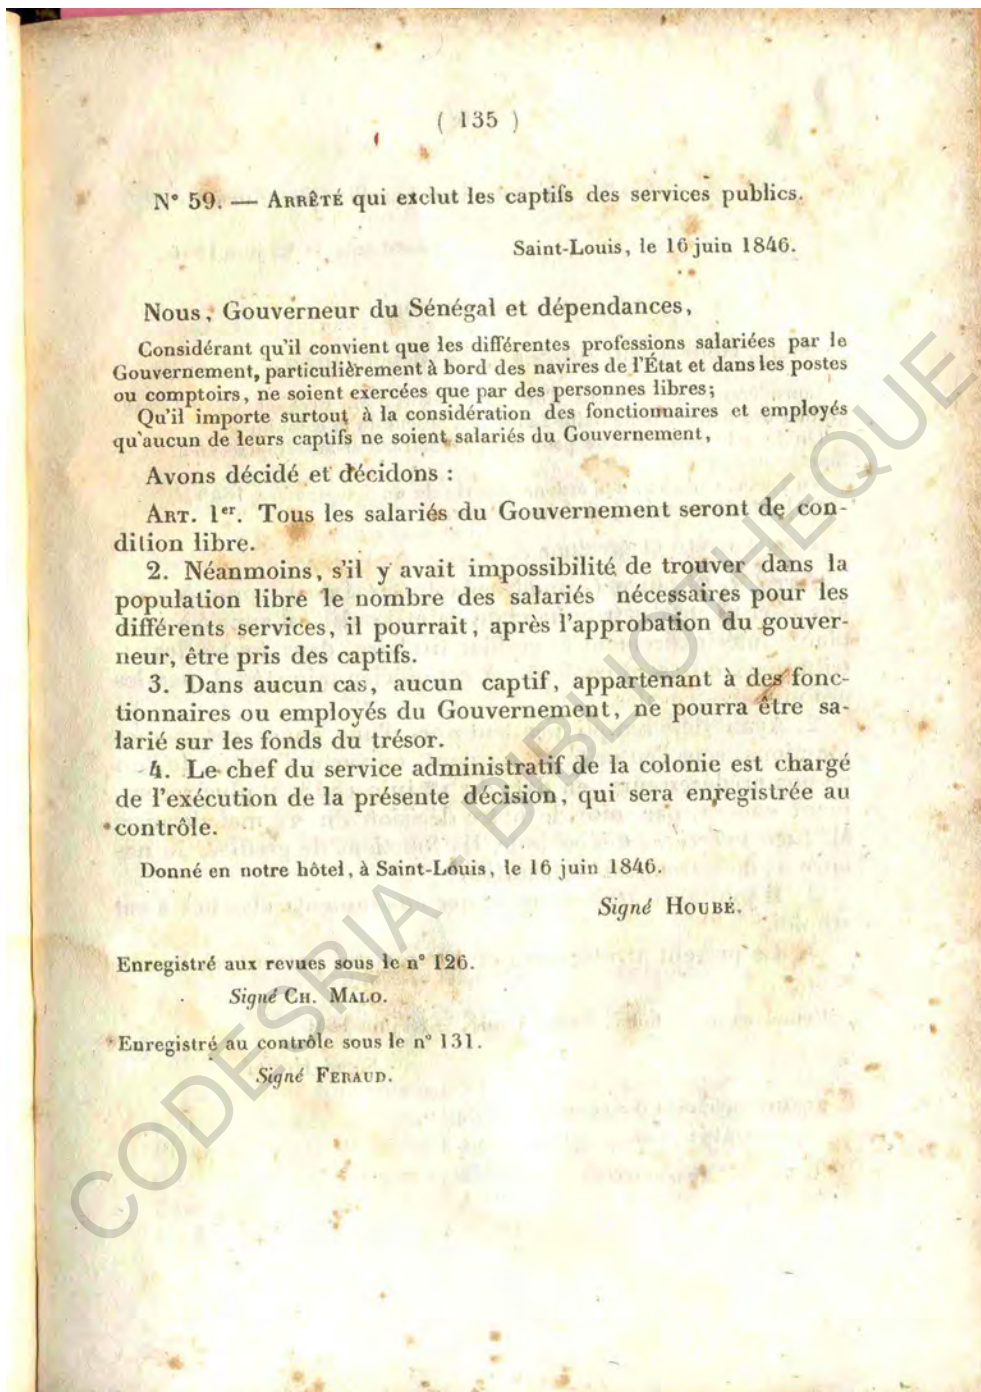 ( 135 )
N° 59. — ARRÊTÉ qui exclut les captifs des services publics.
Saint-Louis, le 16 juin 1846.
Nous, Gouverneur du Sénégal et dépendances,
Considérant qu'il convient que les différentes professions salariées par le
Gouvernement, particulièrement à bord des navires de l'État et dans les postes
ou comptoirs, ne soient exercées que par des personnes libres;
Qu'il importe surtout à la considération des fonctionnaires et employés
qu'aucun de leurs captifs ne soient salariés du Gouvernement,
Avons décidé et décidons :
ART. 1er. Tous les salariés du Gouvernement seront de con-
dition libre.
2. Néanmoins, s'il y avait impossibilité de trouver dans la
population libre le nombre des salariés nécessaires pour les
différents services, il pourrait, après l'approbation du gouver-
neur, être pris des captifs.
3. Dans aucun cas, aucun captif, appartenant à des fonc-
tionnaires ou employés du Gouvernement, ne pourra être sa-
larié sur les fonds du trésor.
4. Le chef du service administratif de la colonie est chargé
de l'exécution de la présente décision, qui sera enregistrée au
contrôle.
Donné en notre hôtel, à Saint-Louis, le 16 juin 1846.
Signé HOUBÉ.
Enregistré aux revues sous le n° 126.
Signé CH. MALO.
Enregistré au contrôle sous le n° 131.
Signé FERAUD.
CODESRIA - BIBLIOTHEQUE